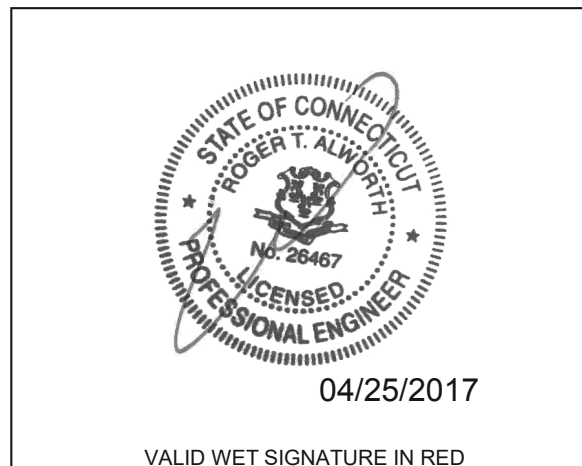 STATE OF CONNECTICUT
ROGER T. ALWORTH
No. 26467
LICENSED
PROFESSIONAL ENGINEER
04/25/2017
VALID WET SIGNATURE IN RED